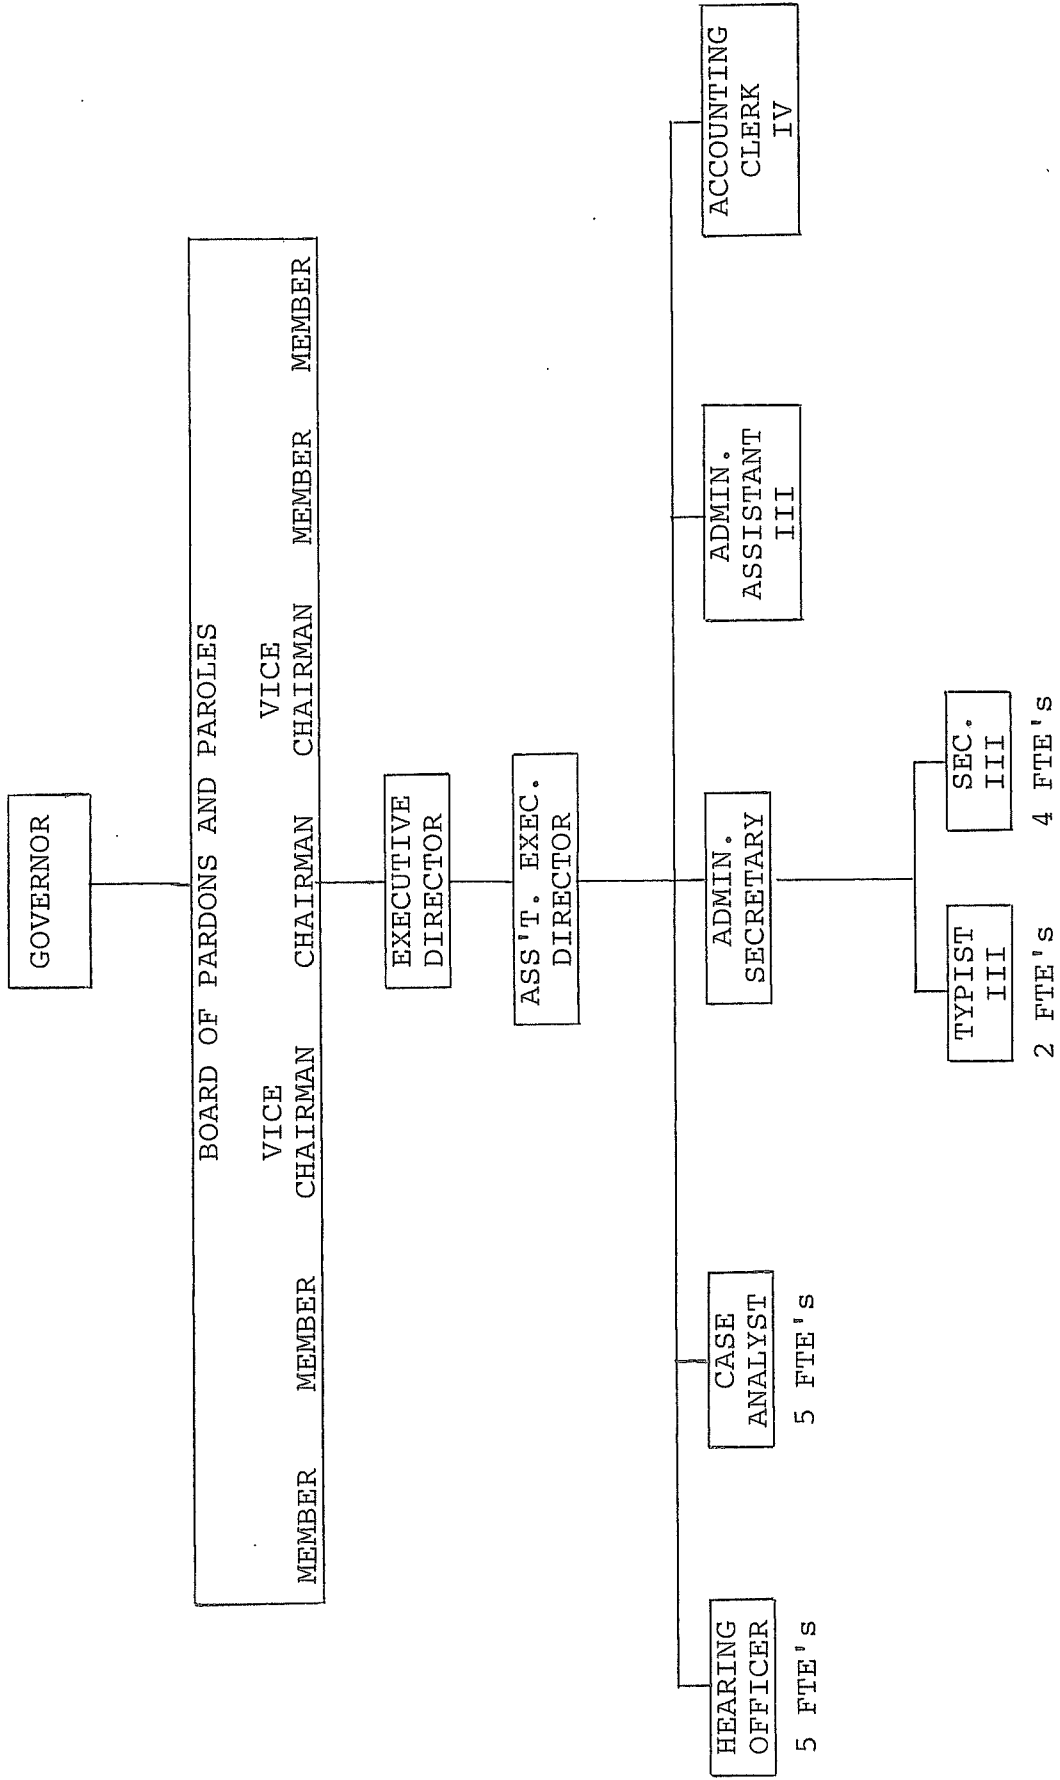 GOVERNOR
BOARD OF PARDONS AND PAROLES
VICE VICE
MEMBER MEMBER CHAIRMAN CHAIRMAN CHAIRMAN MEMBER MEMBER
EXECUTIVE
DIRECTOR
ASS'T. EXEC.
DIRECTOR
HEARING
OFFICER
5 FTE's
CASE
ANALYST
5 FTE's
ADMIN.
SECRETARY
ADMIN.
ASSISTANT
III
ACCOUNTING
CLERK
IV
TYPIST
III
2 FTE's
SEC.
III
4 FTE's